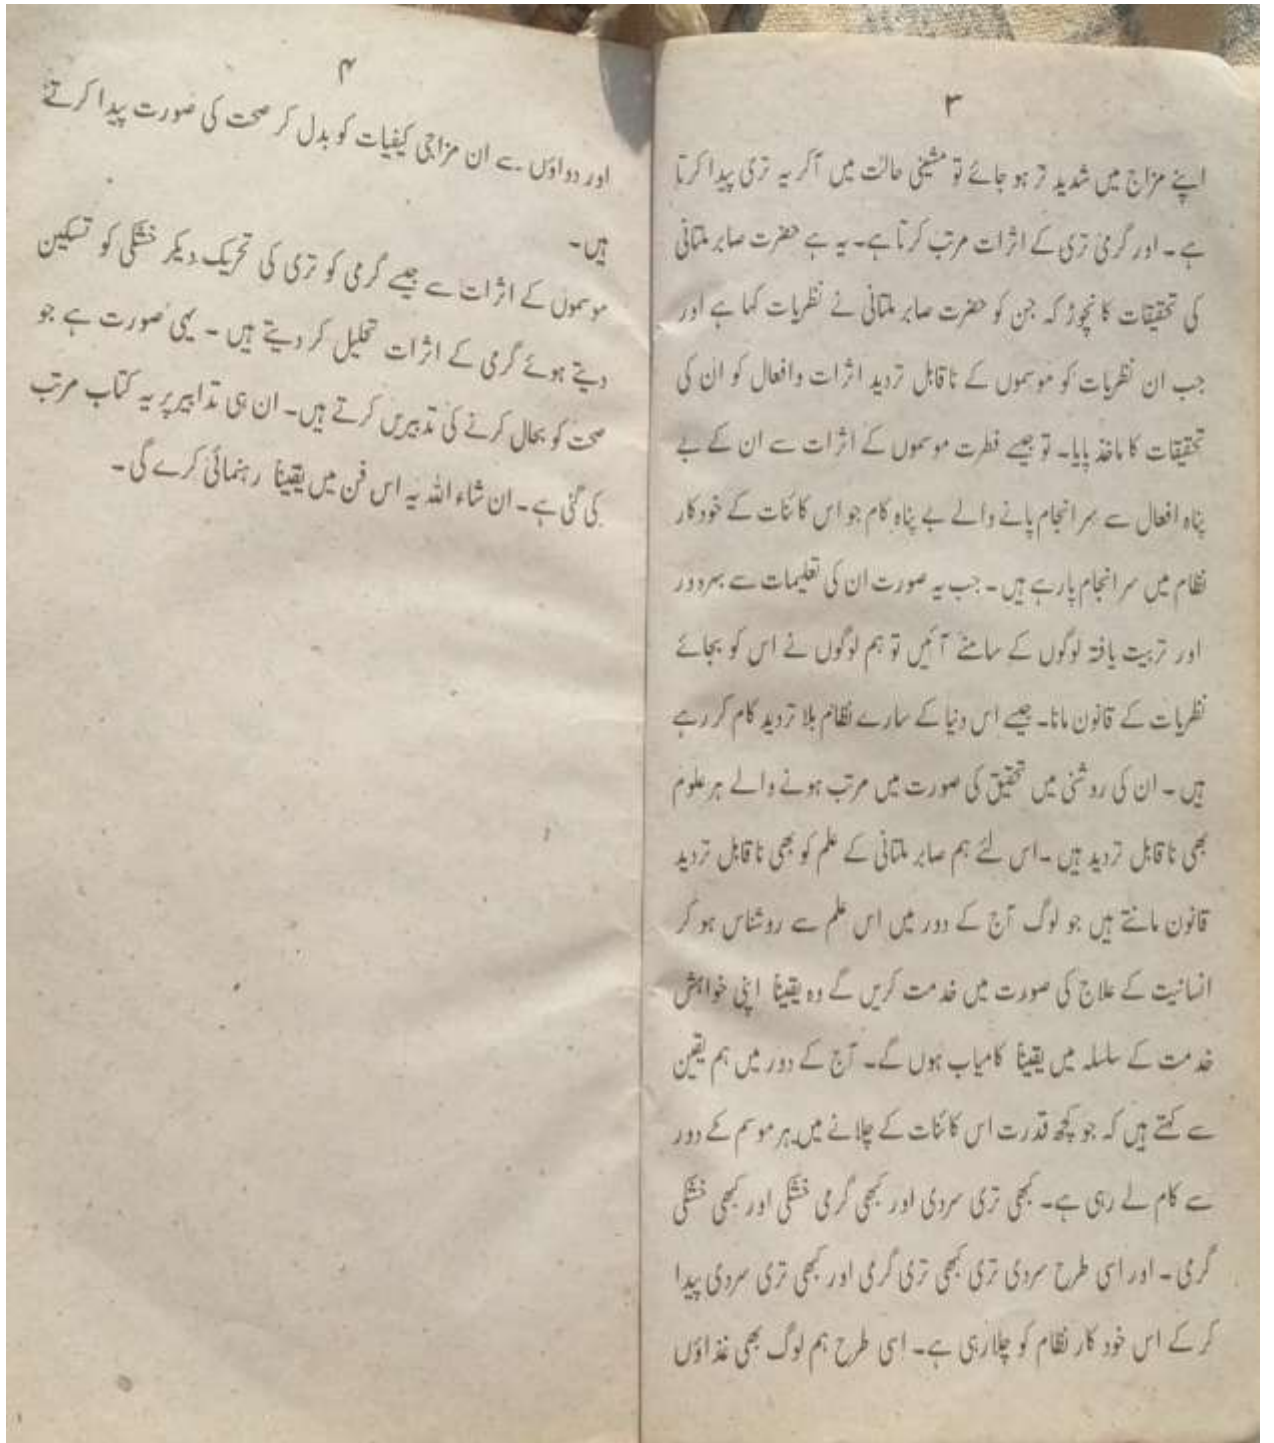 ۳
اپنے مزاج میں شدید تر ہو جائے تو مشینی حالت میں آکر یہ تری پیدا کرتا
ہے ۔ اور گرمی تری کے اثرات مرتب کرتا ہے۔ یہ ہے حضرت صابر ملتانی
کی تحقیقات کا نچوڑ کہ جن کو حضرت صابر ملتانی نے نظریات کہا ہے اور
جب ان نظریات کو موسموں کے ناقابل تردید اثرات وافعال کو ان کی
تحقیقات کا ماخذ پایا۔ تو جیسے فطرت موسموں کے اثرات سے ان کے بے
پناہ افعال سے سر انجام پانے والے بے پناہ کام جو اس کائنات کے خود کار
نظام میں سر انجام پارہے ہیں ۔ جب یہ صورت ان کی تعلیمات سے بہرہ ور
اور تربیت یافتہ لوگوں کے سامنے آئیں تو ہم لوگوں نے اس کو بجائے
نظریات کے قانون مانا۔ جیسے اس دنیا کے سارے نظام بلا تردید کام کر رہے
ہیں ۔ ان کی روشنی میں تحقیق کی صورت میں مرتب ہونے والے ہر علوم
بھی ناقابل تردید ہیں ۔اس لئے ہم صابر ملتانی کے علم کو بھی ناقابل تردید
قانون مانتے ہیں جو لوگ آج کے دور میں اس علم سے روشناس ہو کر
انسانیت کے علاج کی صورت میں خدمت کریں گے وہ یقیناً اپنی خواہش
خدمت کے سلسلہ میں یقیناً کامیاب ہوں گے۔ آج کے دور میں ہم یقین
سے کہتے ہیں کہ جو کچھ قدرت اس کائنات کے چلانے میں ہر موسم کے دور
سے کام لے رہی ہے۔ کبھی تری سردی اور کبھی گرمی خشکی اور کبھی خشکی
گرمی ۔ اور اسی طرح سردی تری کبھی تری گرمی اور کبھی تری سردی پیدا
کر کے اس خود کار نظام کو چلا رہی ہے۔ اسی طرح ہم لوگ بھی غذاؤں
۴
اور دواؤں سے ان مزاجی کیفیات کو بدل کر صحت کی صورت پیدا کرتے
ہیں۔
موسموں کے اثرات سے جیسے گرمی کو تری کی تحریک دیکر خشکی کو تسکین
دیتے ہوئے گرمی کے اثرات تحلیل کر دیتے ہیں ۔ یہی صورت ہے جو
صحت کو بحال کرنے کی تدبیریں کرتے ہیں۔ ان ہی تدابیر پر یہ کتاب مرتب
کی گئی ہے ۔ ان شاء اللہ یہ اس فن میں یقیناً رہنمائی کرے گی ۔